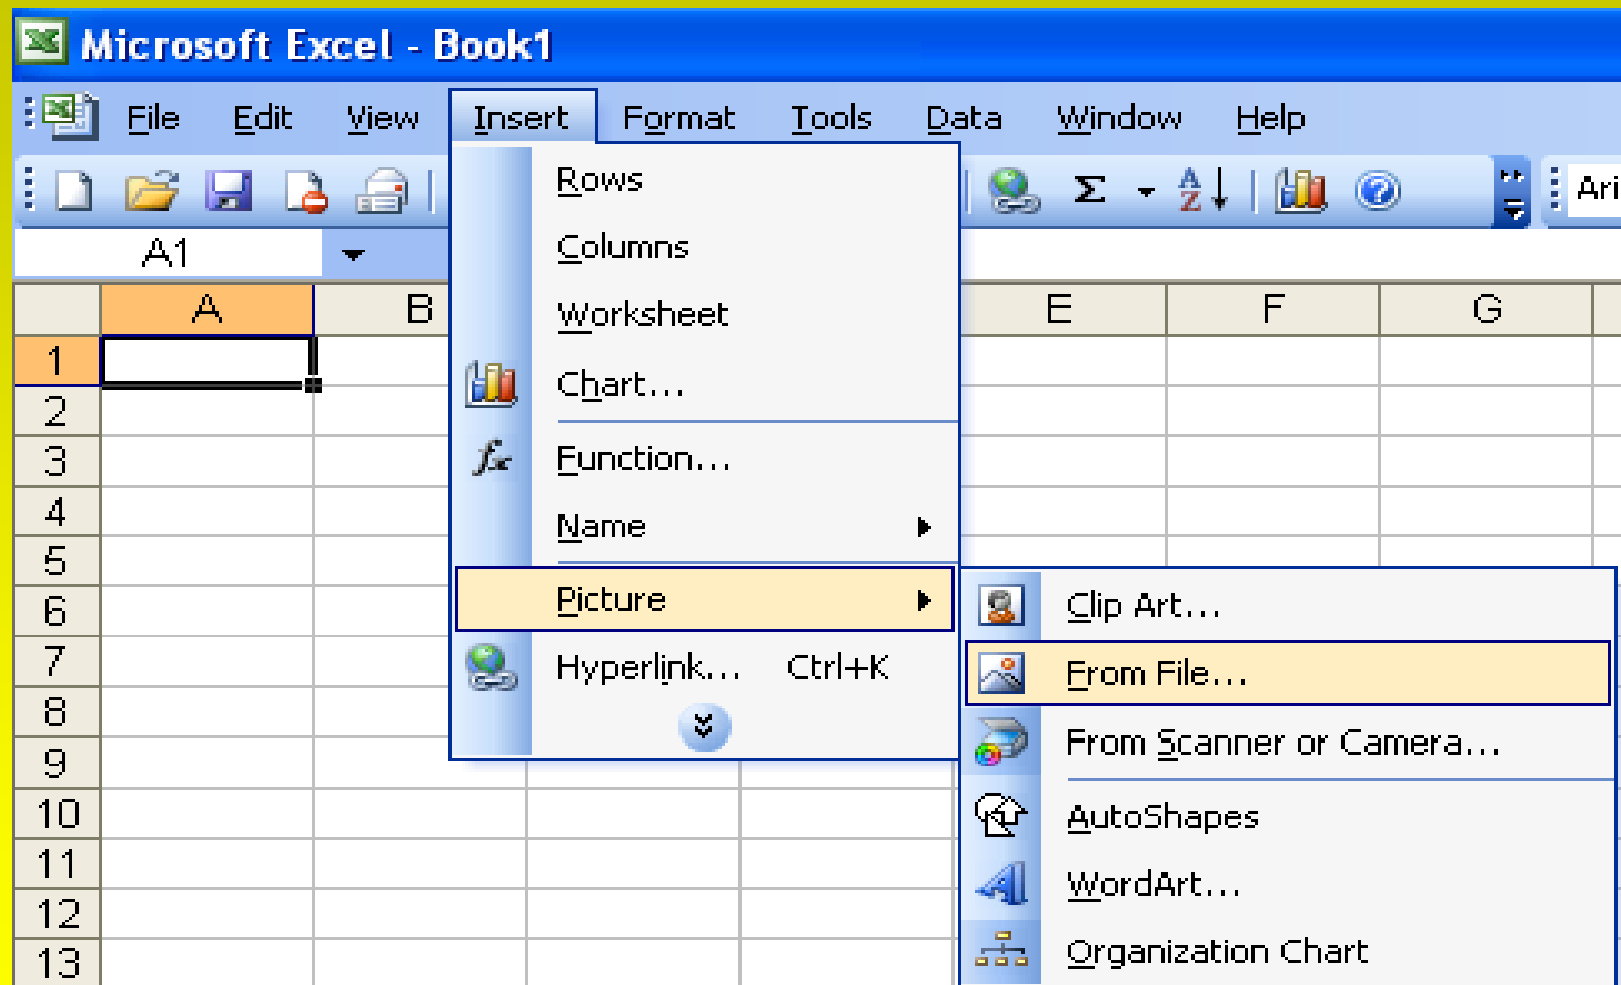 Microsoft Excel - Book1
File Edit View Insert Format Tools Data Window Help
Σ A Z Ari
A1
A B E F G
1
2
3
4
5
6
7
8
9
10
11
12
13
Rows
Columns
Worksheet
Chart...
fx Function...
Name
Picture
Hyperlink... Ctrl+K
Clip Art...
From File...
From Scanner or Camera...
AutoShapes
WordArt...
Organization Chart